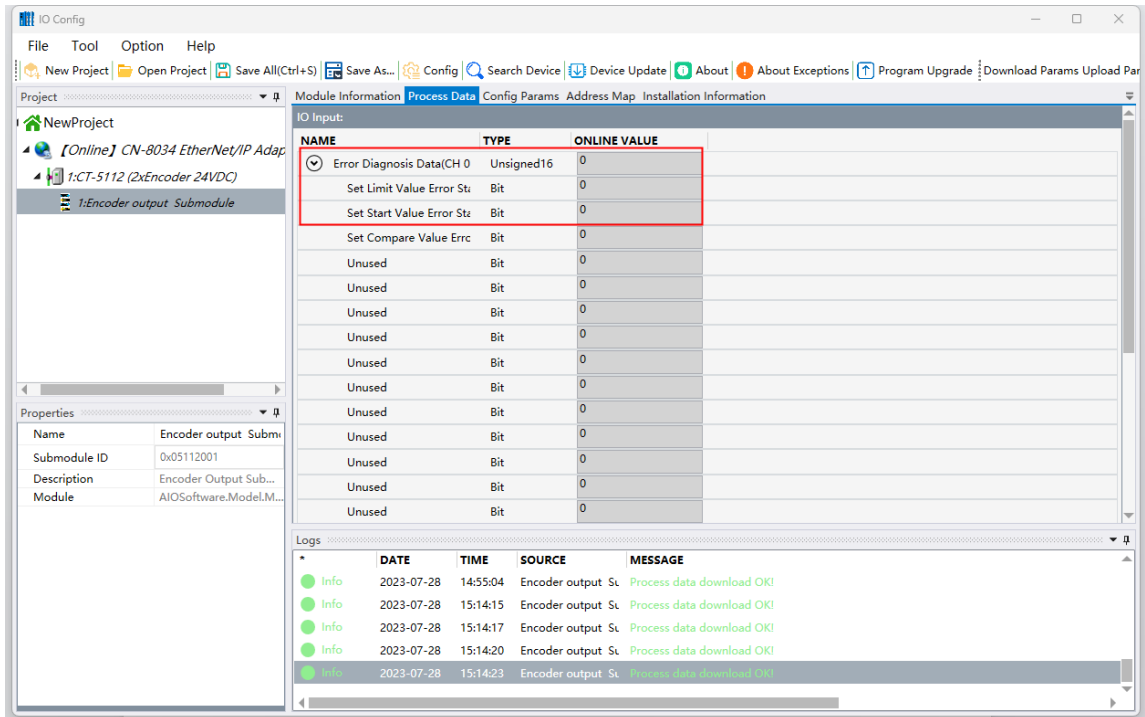 IO Config
File Tool Option Help
New Project Open Project Save All(Ctrl+S) Save As... Config Search Device Device Update About About Exceptions Program Upgrade Download Params Upload Par
Project
NewProject
【Online】 CN-8034 EtherNet/IP Adap
1:CT-5112 (2xEncoder 24VDC)
1:Encoder output Submodule
Properties
Name Encoder output Subm
Submodule ID 0x05112001
Description Encoder Output Sub...
Module AIOSoftware.Model.M...
Module Information Process Data Config Params Address Map Installation Information
IO Input:
NAME TYPE ONLINE VALUE
Error Diagnosis Data(CH 0 Unsigned16 0
Set Limit Value Error Sta Bit 0
Set Start Value Error Sta Bit 0
Set Compare Value Errc Bit 0
Unused Bit 0
Unused Bit 0
Unused Bit 0
Unused Bit 0
Unused Bit 0
Unused Bit 0
Unused Bit 0
Unused Bit 0
Unused Bit 0
Unused Bit 0
Unused Bit 0
Logs
* DATE TIME SOURCE MESSAGE
Info 2023-07-28 14:55:04 Encoder output Su Process data download OK!
Info 2023-07-28 15:14:15 Encoder output Su Process data download OK!
Info 2023-07-28 15:14:17 Encoder output Su Process data download OK!
Info 2023-07-28 15:14:20 Encoder output Su Process data download OK!
Info 2023-07-28 15:14:23 Encoder output Su Process data download OK!